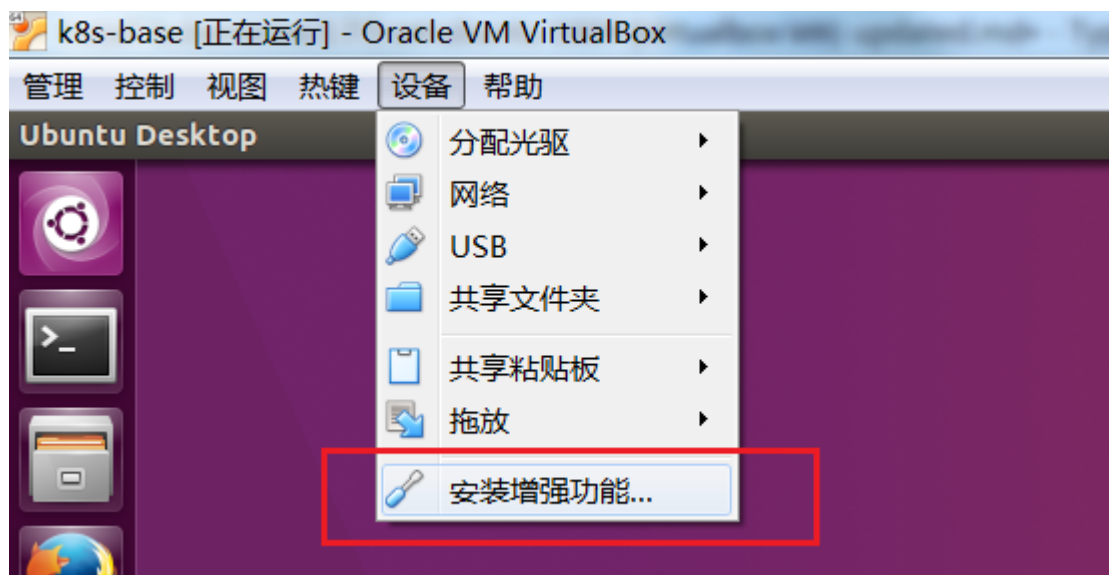 k8s-base [正在运行] - Oracle VM VirtualBox
管理 控制 视图 热键 设备 帮助
Ubuntu Desktop
分配光驱
网络
USB
共享文件夹
>_
共享粘贴板
拖放
安装增强功能...